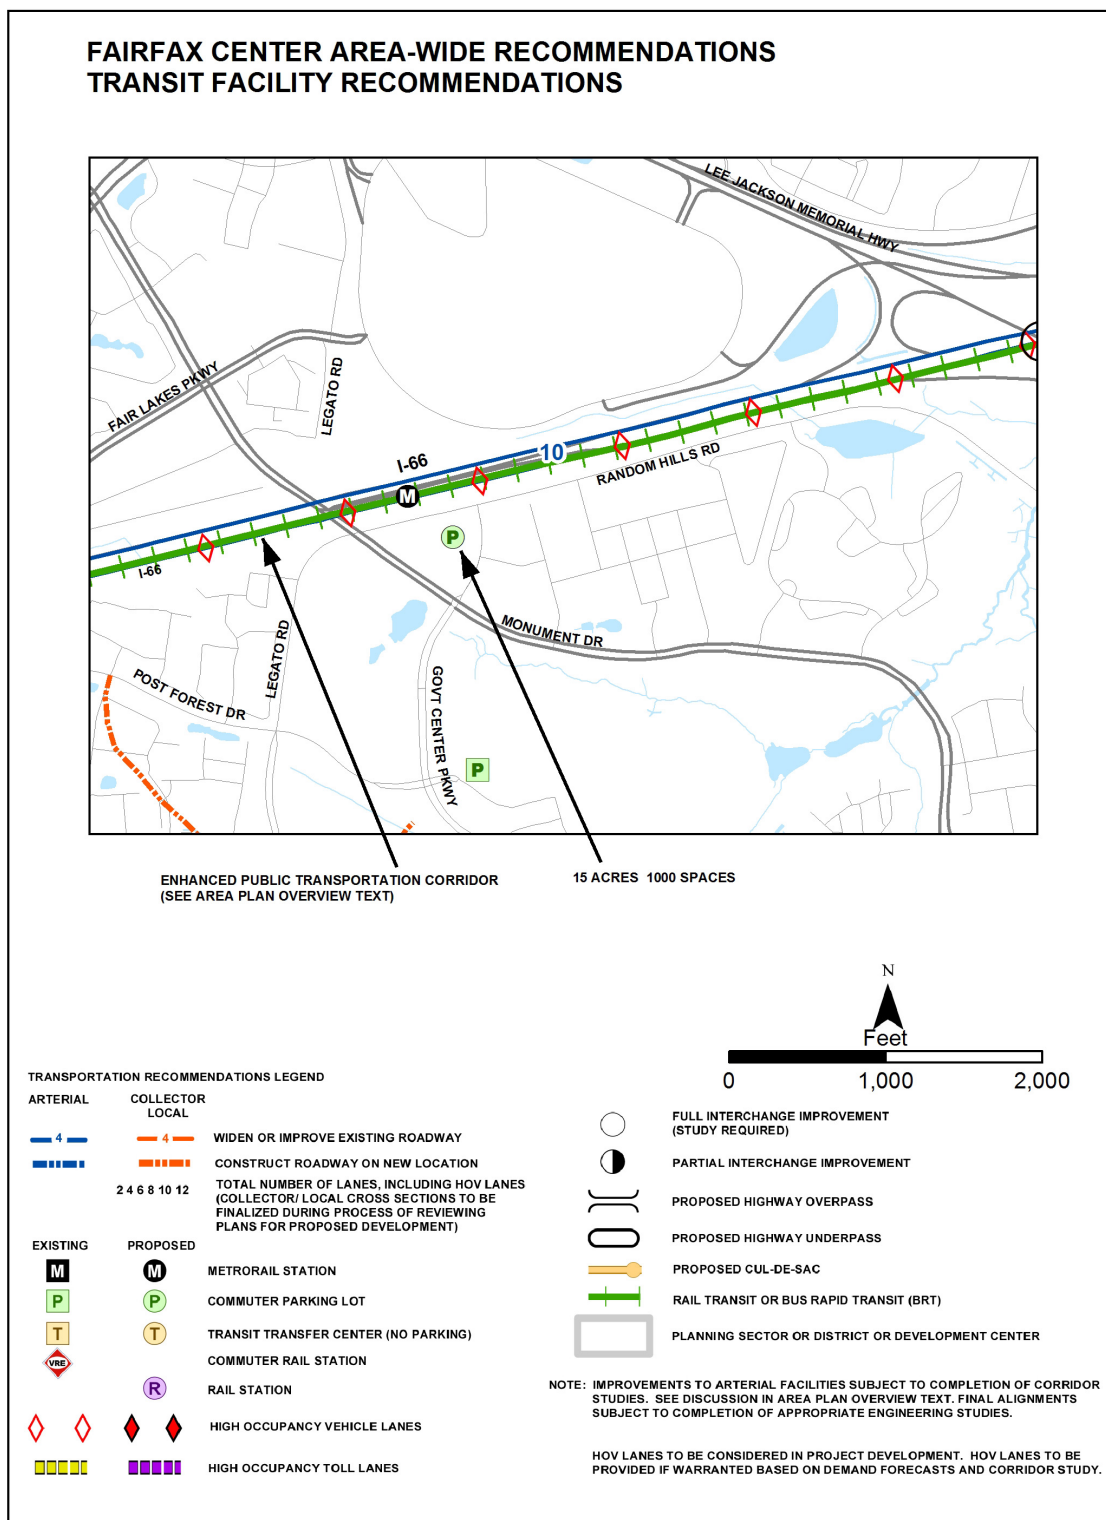 FAIRFAX CENTER AREA-WIDE RECOMMENDATIONS
TRANSIT FACILITY RECOMMENDATIONS
LEE JACKSON MEMORIAL HWY
FAIR LAKES PKWY
LEGATO RD
I-66
10
RANDOM HILLS RD
M
P
I-66
MONUMENT DR
LEGATO RD
POST FOREST DR
GOVT CENTER PKWY
P
ENHANCED PUBLIC TRANSPORTATION CORRIDOR
(SEE AREA PLAN OVERVIEW TEXT)
15 ACRES 1000 SPACES
N
Feet
0 1,000 2,000
TRANSPORTATION RECOMMENDATIONS LEGEND
ARTERIAL COLLECTOR
LOCAL
4 4 WIDEN OR IMPROVE EXISTING ROADWAY
CONSTRUCT ROADWAY ON NEW LOCATION
2 4 6 8 10 12 TOTAL NUMBER OF LANES, INCLUDING HOV LANES
(COLLECTOR/ LOCAL CROSS SECTIONS TO BE
FINALIZED DURING PROCESS OF REVIEWING
PLANS FOR PROPOSED DEVELOPMENT)
EXISTING PROPOSED
M M METRORAIL STATION
P P COMMUTER PARKING LOT
T T TRANSIT TRANSFER CENTER (NO PARKING)
VRE COMMUTER RAIL STATION
R RAIL STATION
HIGH OCCUPANCY VEHICLE LANES
HIGH OCCUPANCY TOLL LANES
FULL INTERCHANGE IMPROVEMENT
(STUDY REQUIRED)
PARTIAL INTERCHANGE IMPROVEMENT
PROPOSED HIGHWAY OVERPASS
PROPOSED HIGHWAY UNDERPASS
PROPOSED CUL-DE-SAC
RAIL TRANSIT OR BUS RAPID TRANSIT (BRT)
PLANNING SECTOR OR DISTRICT OR DEVELOPMENT CENTER
NOTE: IMPROVEMENTS TO ARTERIAL FACILITIES SUBJECT TO COMPLETION OF CORRIDOR
STUDIES. SEE DISCUSSION IN AREA PLAN OVERVIEW TEXT. FINAL ALIGNMENTS
SUBJECT TO COMPLETION OF APPROPRIATE ENGINEERING STUDIES.
HOV LANES TO BE CONSIDERED IN PROJECT DEVELOPMENT. HOV LANES TO BE
PROVIDED IF WARRANTED BASED ON DEMAND FORECASTS AND CORRIDOR STUDY.